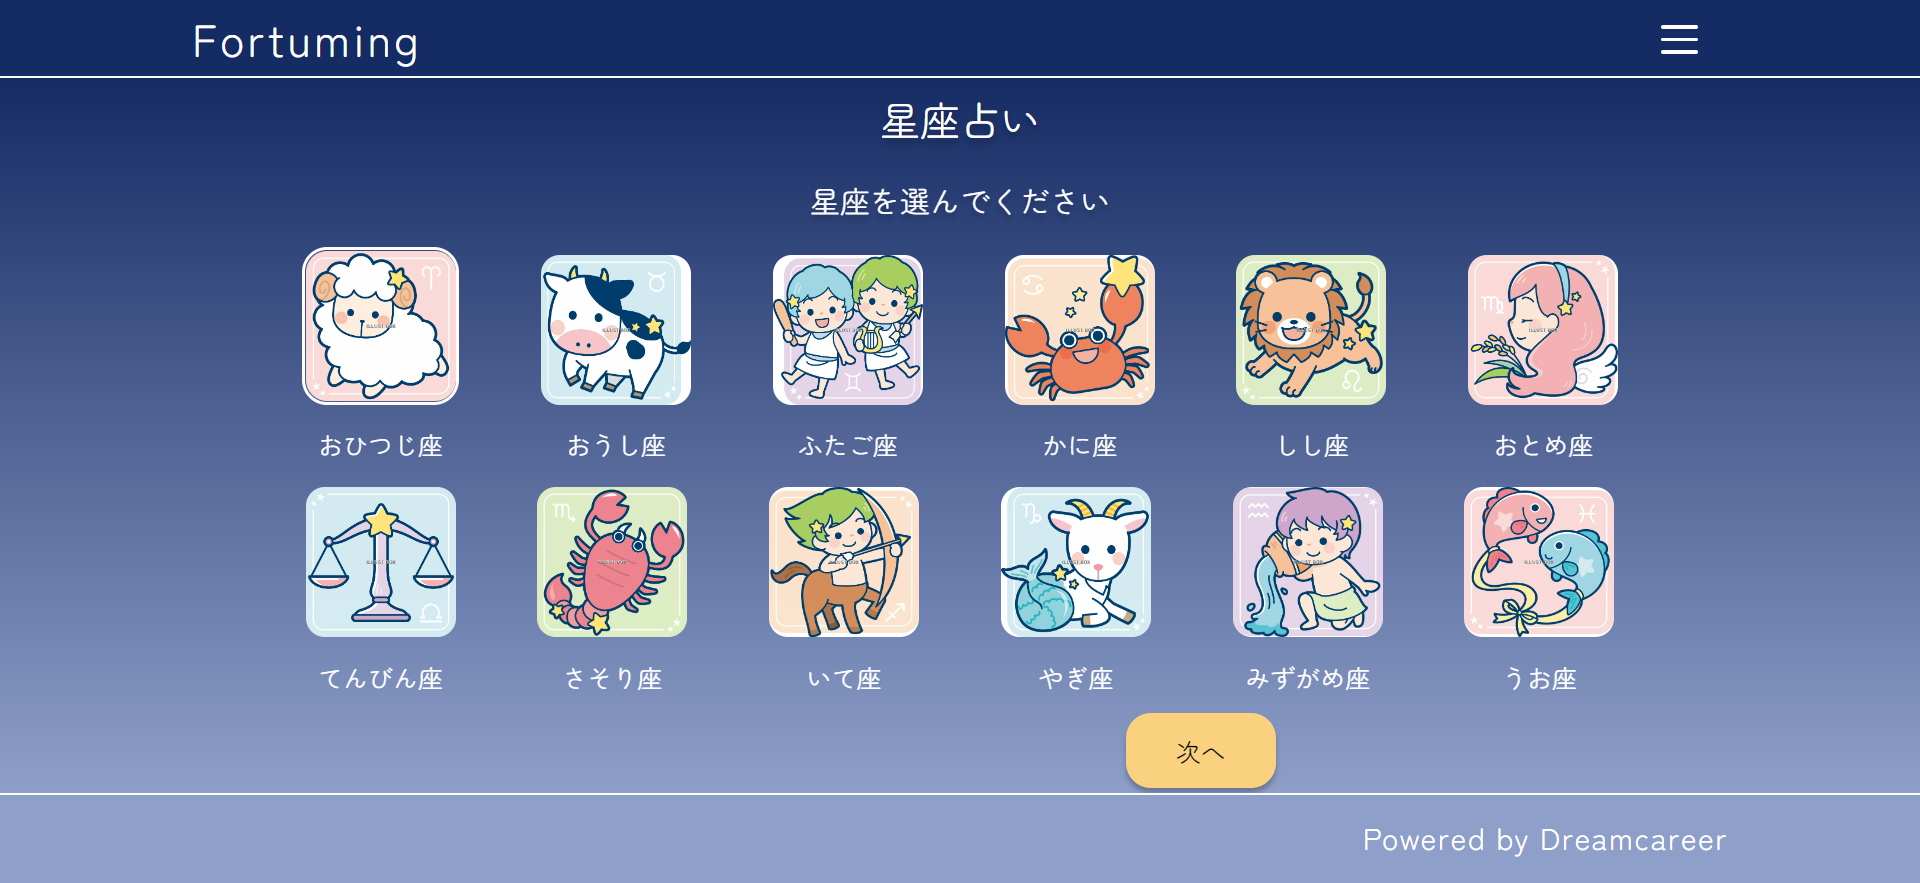 Fortuming
星座占い
星座を選んでください
おひつじ座
おうし座
ふたご座
かに座
しし座
おとめ座
てんびん座
さそり座
いて座
やぎ座
みずがめ座
うお座
次へ
Powered by Dreamcareer